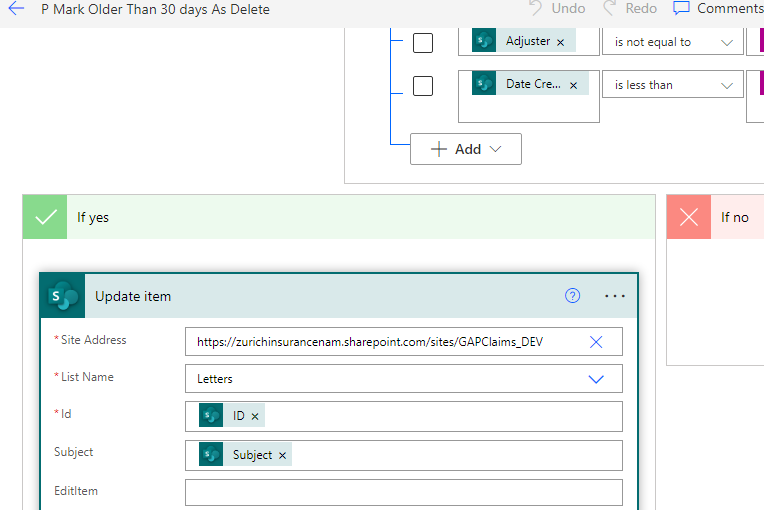 P Mark Older Than 30 days As Delete Undo Redo Comments
Adjuster × is not equal to
Date Cre... × is less than
Add
If yes If no
S Update item ? ...
* Site Address https://zurichinsurancenam.sharepoint.com/sites/GAPClaims_DEV
* List Name Letters
* Id ID ×
Subject Subject ×
EditItem